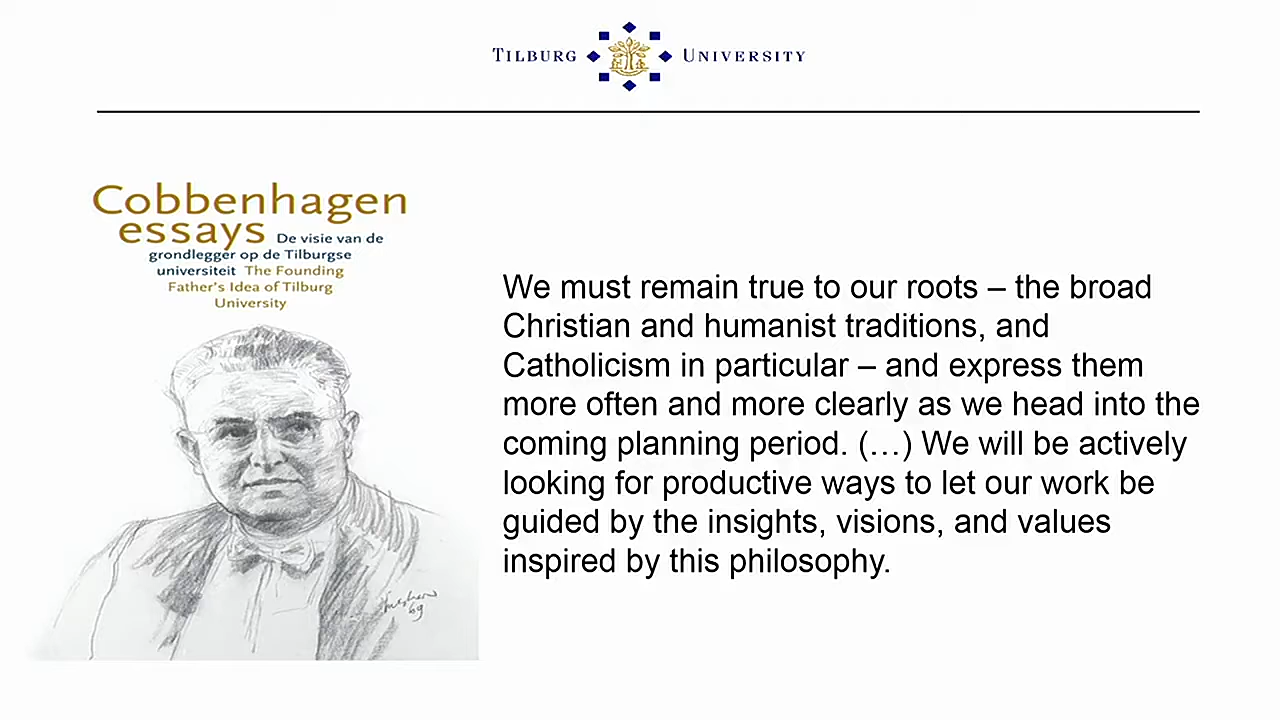 TILBURG UNIVERSITY
Cobbenhagen
essays De visie van de
grondlegger op de Tilburgse
universiteit The Founding
Father's Idea of Tilburg
University
We must remain true to our roots – the broad
Christian and humanist traditions, and
Catholicism in particular – and express them
more often and more clearly as we head into the
coming planning period. (…) We will be actively
looking for productive ways to let our work be
guided by the insights, visions, and values
inspired by this philosophy.
69